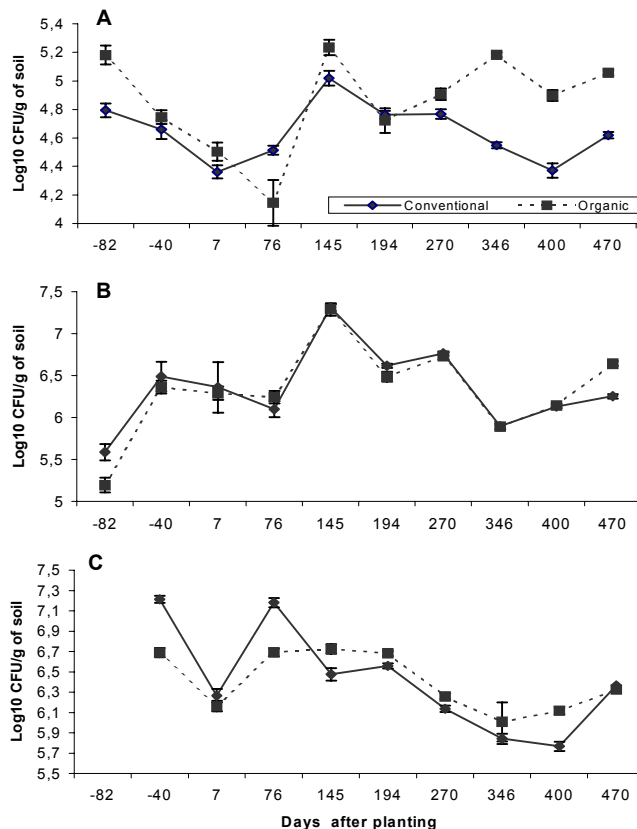 A
Log10 CFU/g of soil
5,4
5,2
5
4,8
4,6
4,4
4,2
4
Conventional Organic
-82 -40 7 76 145 194 270 346 400 470
B
Log10 CFU/g of soil
7,5
7
6,5
6
5,5
5
-82 -40 7 76 145 194 270 346 400 470
C
Log10 CFU/g of soil
7,5
7,3
7,1
6,9
6,7
6,5
6,3
6,1
5,9
5,7
5,5
-82 -40 7 76 145 194 270 346 400 470
Days after planting